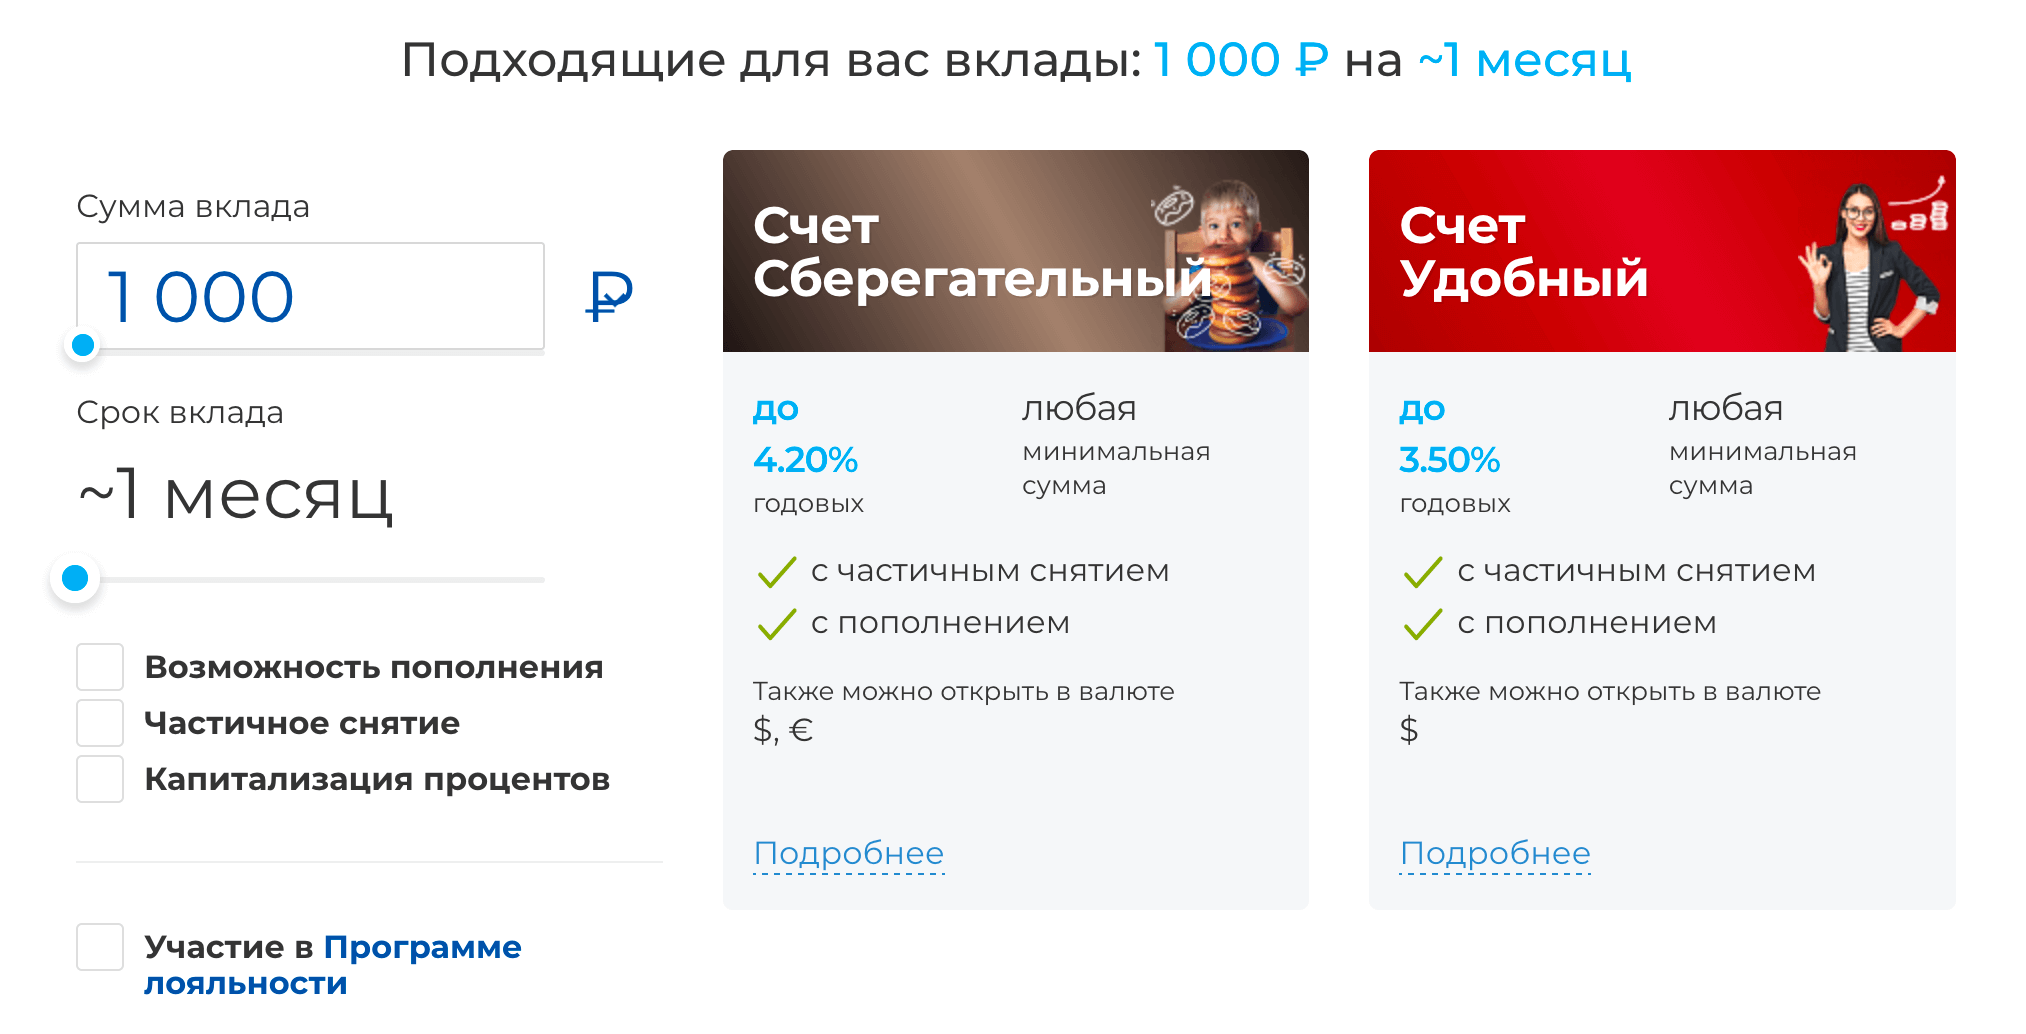 Подходящие для вас вклады: 1 000 ₽ на ~1 месяц
Сумма вклада
1 000 ₽
Срок вклада
~1 месяц
Возможность пополнения
Частичное снятие
Капитализация процентов
Участие в Программе
лояльности
Счет
Сберегательный
до
4.20%
годовых
любая
минимальная
сумма
с частичным снятием
с пополнением
Также можно открыть в валюте
$, €
Подробнее
Счет
Удобный
до
3.50%
годовых
любая
минимальная
сумма
с частичным снятием
с пополнением
Также можно открыть в валюте
$
Подробнее